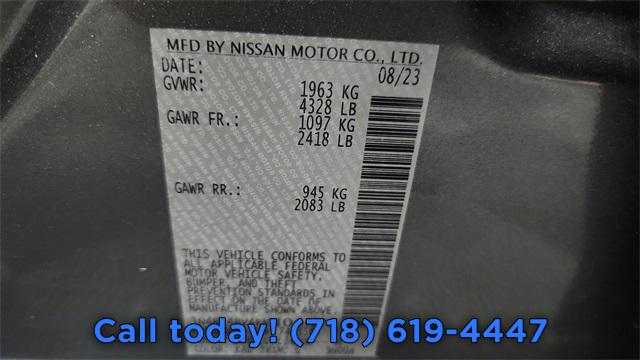 MFD BY NISSAN MOTOR CO., LTD.
DATE: 08/23
GVWR: 1963 KG
4328 LB
GAWR FR.: 1097 KG
2418 LB
GAWR RR.: 945 KG
2083 LB
THIS VEHICLE CONFORMS TO
ALL APPLICABLE FEDERAL
MOTOR VEHICLE SAFETY,
BUMPER, AND THEFT
PREVENTION STANDARDS IN
EFFECT ON THE DATE OF
MANUFACTURE SHOWN ABOVE.
Call today! (718) 619-4447